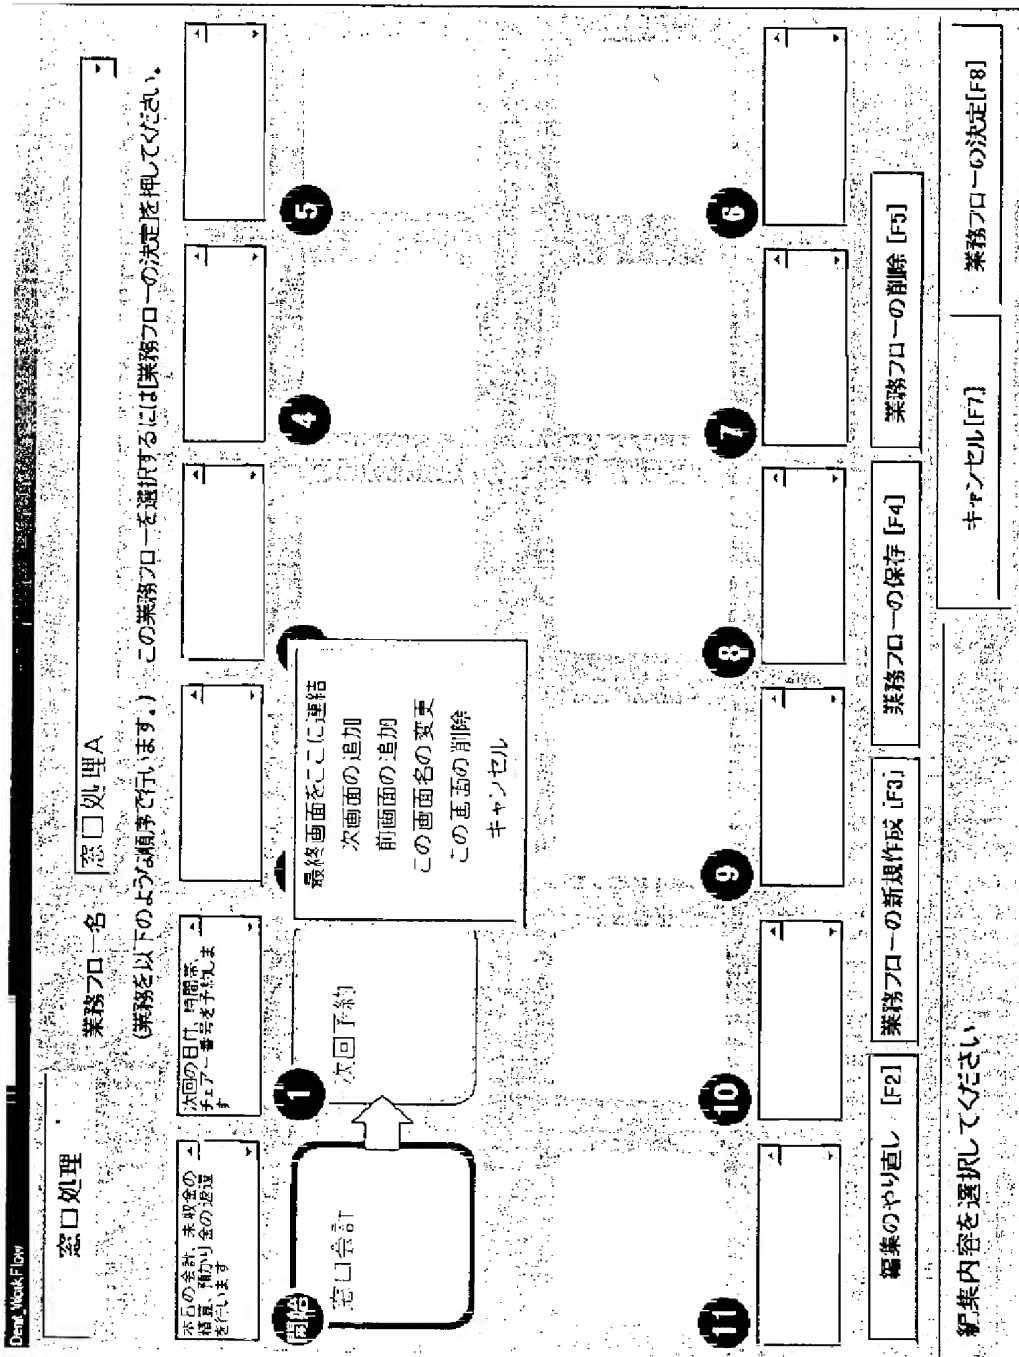 Dent_Work Flow
窓口処理
業務フロー名
窓口処理A
(業務を以下のような順序で行います。) この業務フローを選択するには[業務フローの決定]を押してください。
本日の会計、未収金の
精算、預かり金の返還
を行います
次回の日付、時間帯、
チェアー番号を予約しま
す
開始
窓口会計
1
次回予約
4
5
最終画面をここに連結
次画面の追加
前画面の追加
この画面名の変更
この画面の削除
キャンセル
11
10
9
8
7
6
編集のやり直し [F2]
業務フローの新規作成 [F3]
業務フローの保存 [F4]
業務フローの削除 [F5]
編集内容を選択してください
キャンセル[F7]
業務フローの決定[F8]